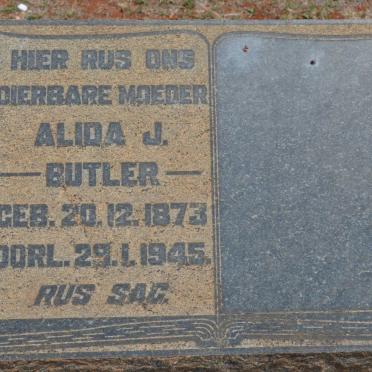 HIER RUS ONS
DIERBARE MOEDER
ALIDA J.
BUTLER
GEB. 20.12.1873
OORL. 29.1.1945.
RUS SAG.